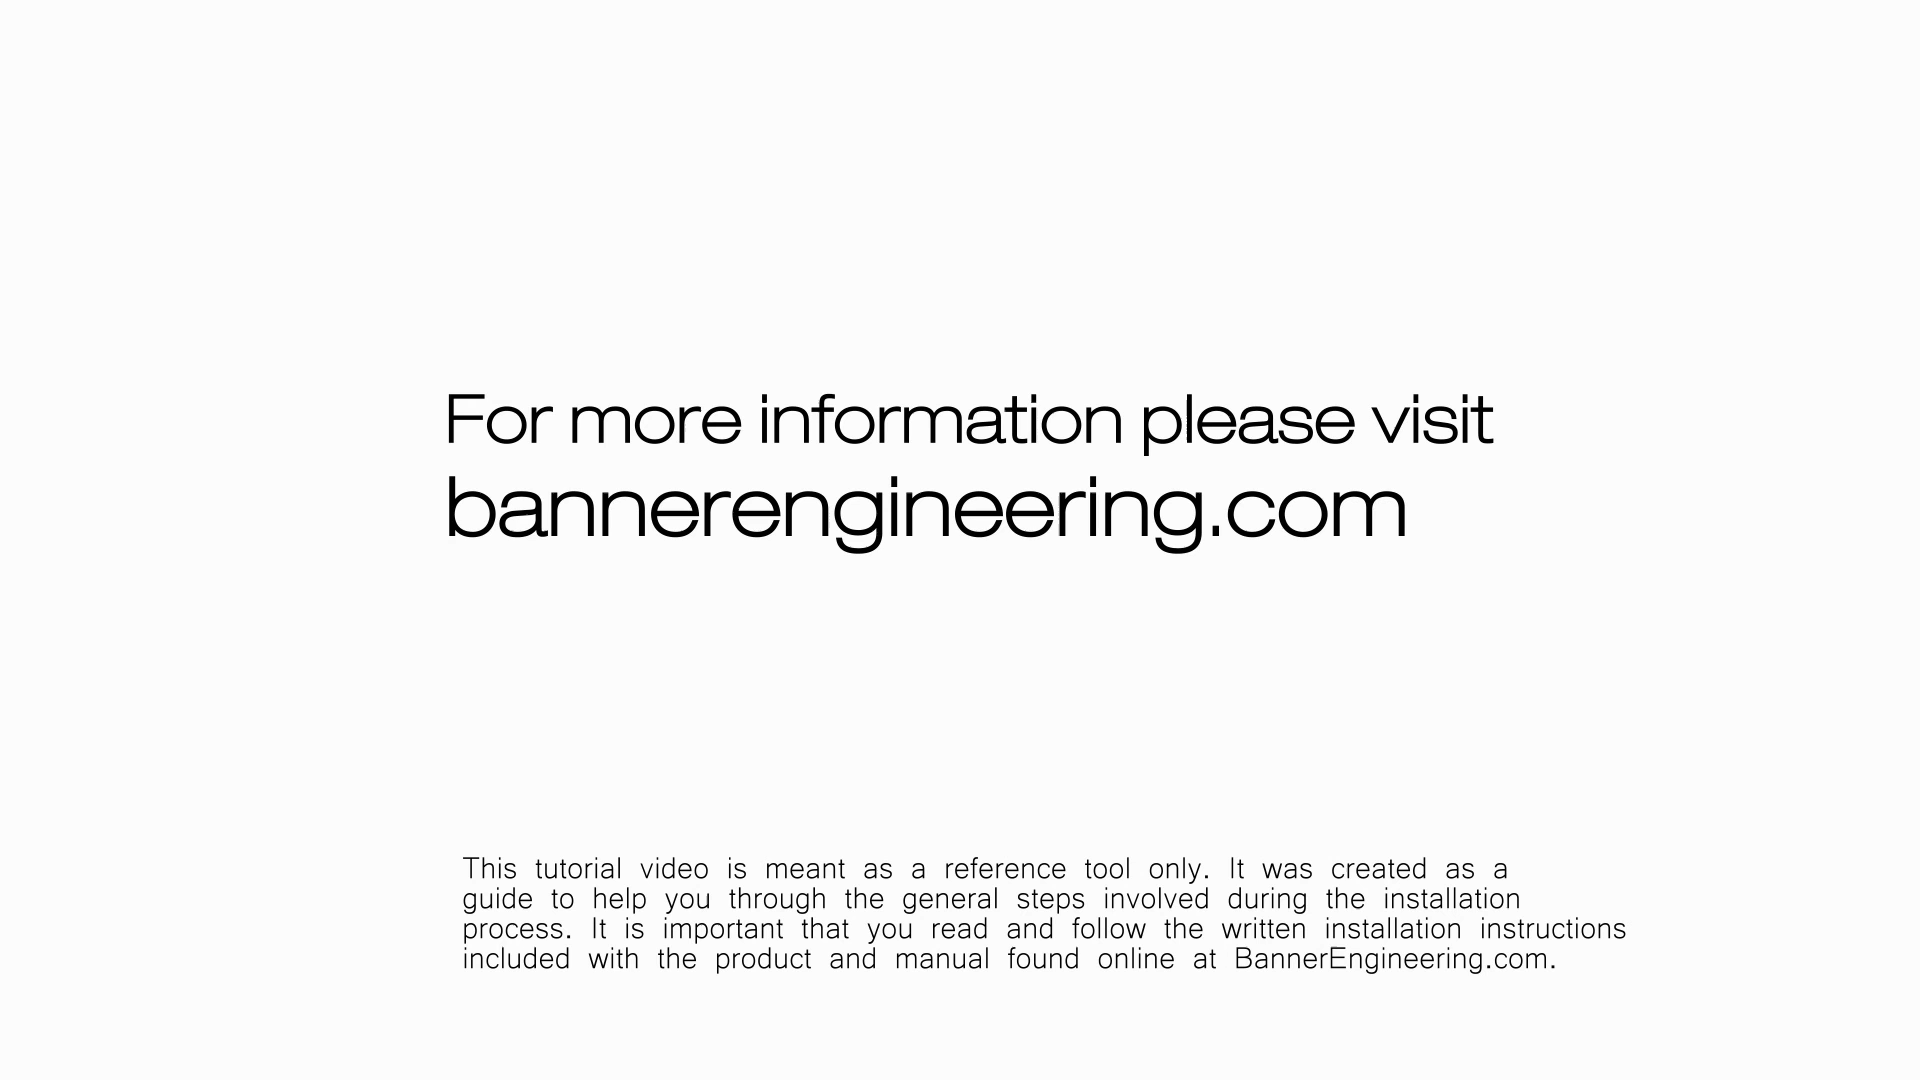 For more information please visit
bannerengineering.com
This tutorial video is meant as a reference tool only. It was created as a
guide to help you through the general steps involved during the installation
process. It is important that you read and follow the written installation instructions
included with the product and manual found online at BannerEngineering.com.